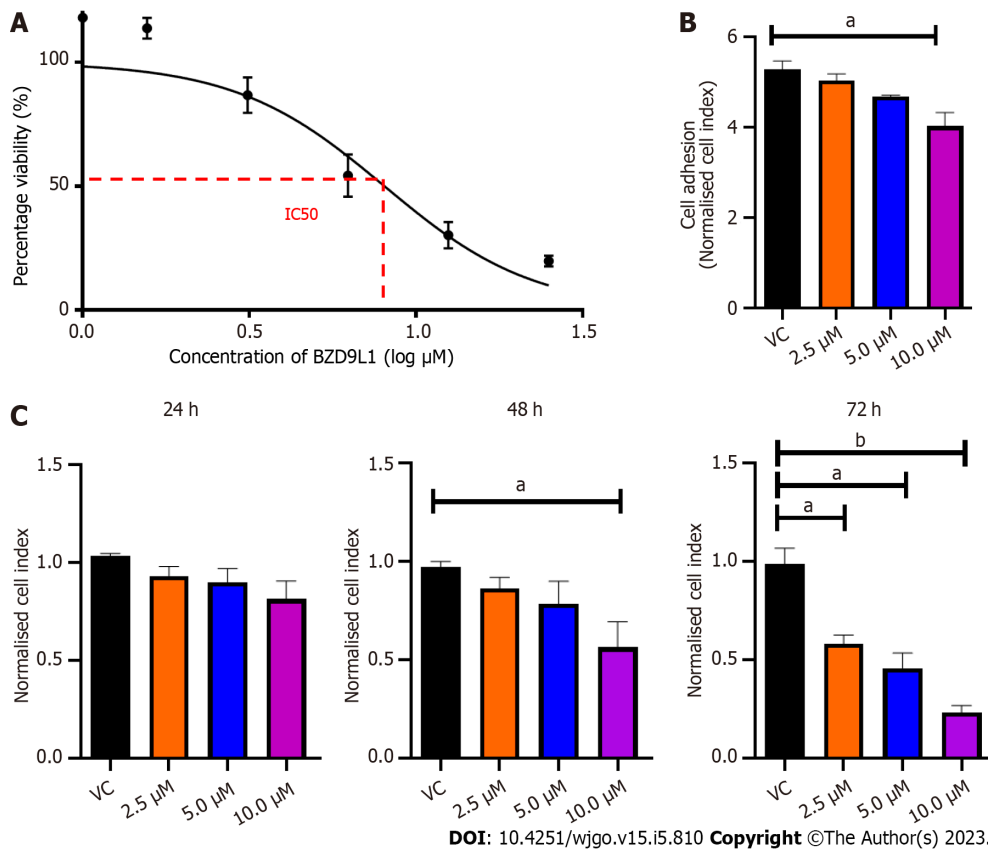 A
Percentage viability (%)
100
50
0
IC50
0.0 0.5 1.0 1.5
Concentration of BZD9L1 (log μM)
B
a
Cell adhesion
(Normalised cell index)
6
4
2
0
VC 2.5 μM 5.0 μM 10.0 μM
C
24 h
Normalised cell index
1.5
1.0
0.5
0.0
VC 2.5 μM 5.0 μM 10.0 μM
48 h
a
Normalised cell index
1.5
1.0
0.5
0.0
VC 2.5 μM 5.0 μM 10.0 μM
72 h
b
a
a
Normalised cell index
1.5
1.0
0.5
0.0
VC 2.5 μM 5.0 μM 10.0 μM
DOI: 10.4251/wjgo.v15.i5.810 Copyright ©The Author(s) 2023.